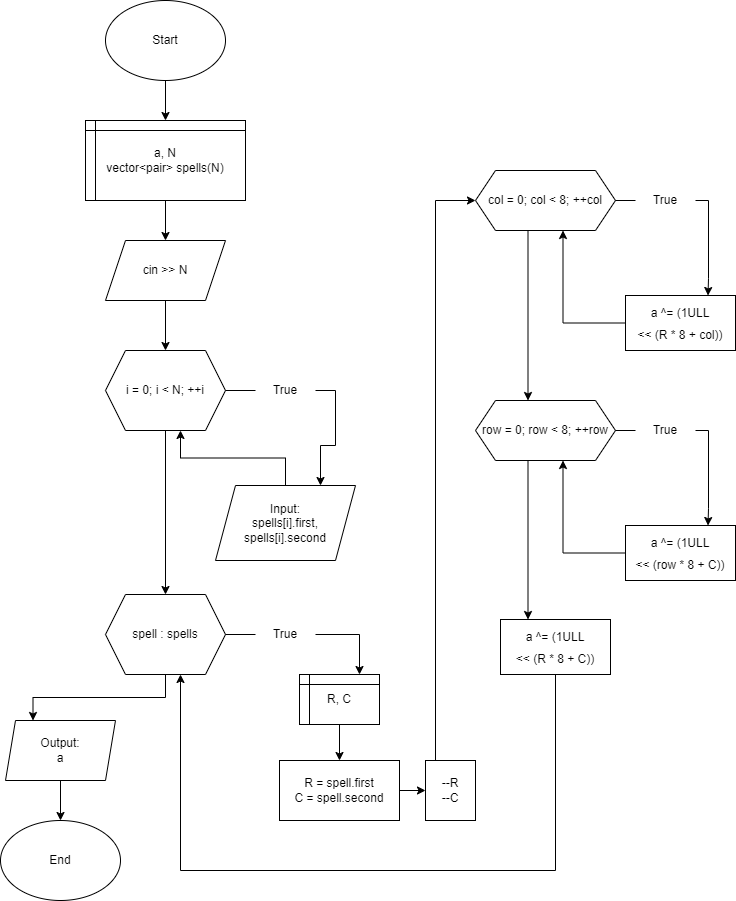 Start
a, N
vector<pair> spells(N)
cin >> N
i = 0; i < N; ++i
True
Input:
spells[i].first,
spells[i].second
spell : spells
True
R, C
R = spell.first
C = spell.second
--R
--C
col = 0; col < 8; ++col
True
a ^= (1ULL
<< (R * 8 + col))
row = 0; row < 8; ++row
True
a ^= (1ULL
<< (row * 8 + C))
a ^= (1ULL
<< (R * 8 + C))
Output:
a
End